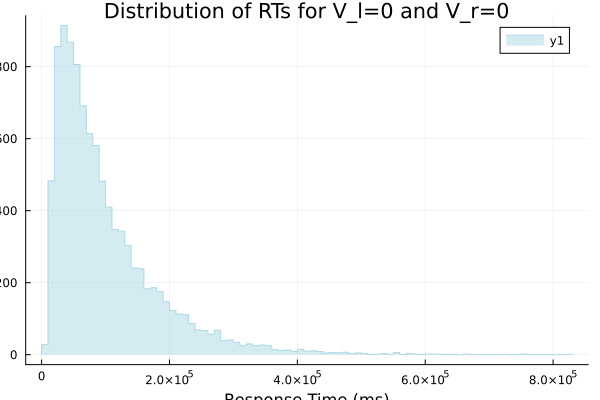 Distribution of RTs for V_l=0 and V_r=0
y1
200
0
0
2.0×10⁵
4.0×10⁵
6.0×10⁵
8.0×10⁵
Response Time (ms)